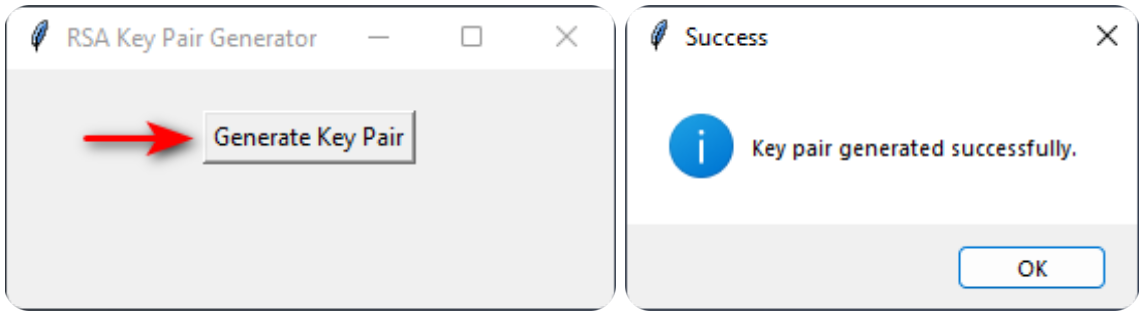 RSA Key Pair Generator
Generate Key Pair
Success
Key pair generated successfully.
OK